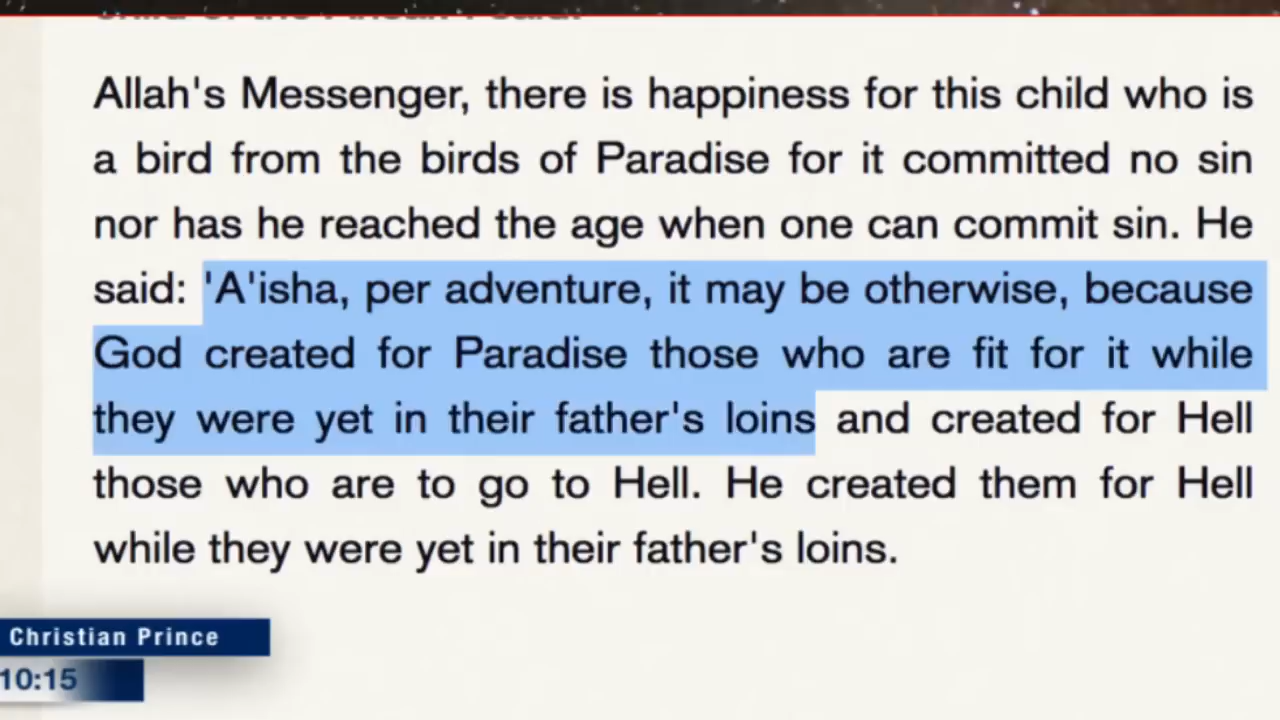 Allah's Messenger, there is happiness for this child who is
a bird from the birds of Paradise for it committed no sin
nor has he reached the age when one can commit sin. He
said: 'A'isha, per adventure, it may be otherwise, because
God created for Paradise those who are fit for it while
they were yet in their father's loins and created for Hell
those who are to go to Hell. He created them for Hell
while they were yet in their father's loins.
Christian Prince
10:15